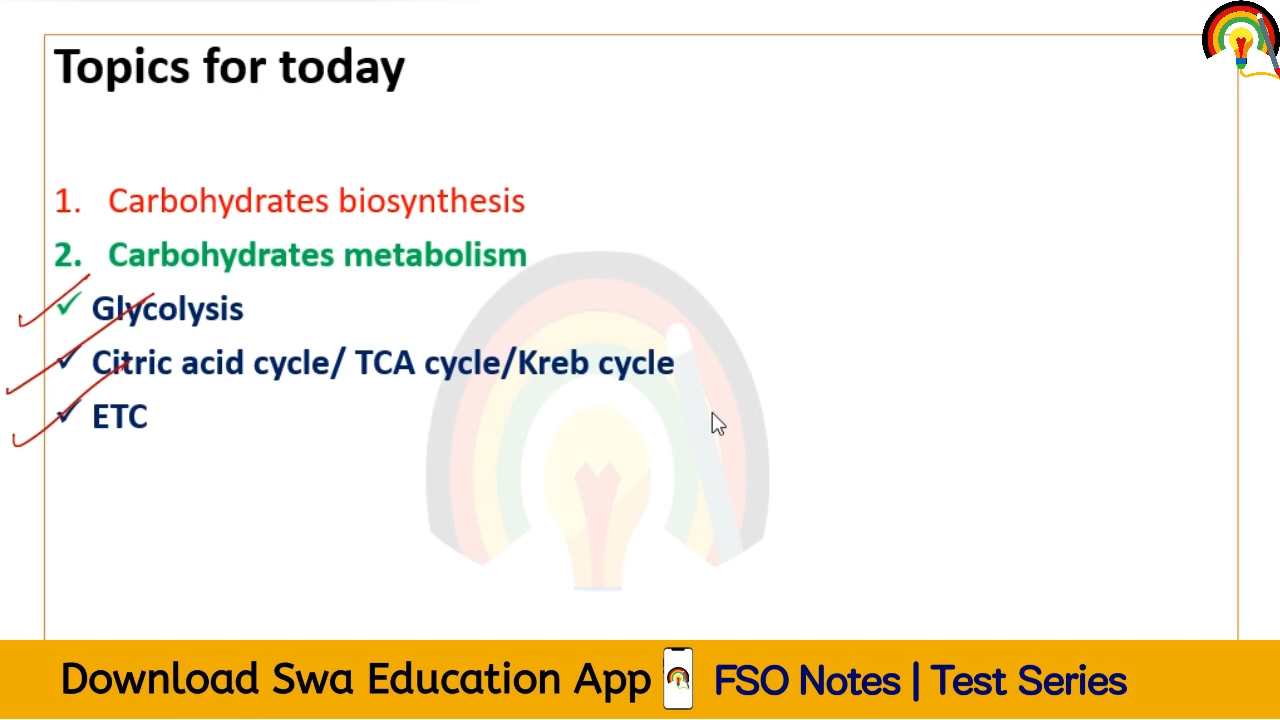 Topics for today
1. Carbohydrates biosynthesis
2. Carbohydrates metabolism
✓ Glycolysis
✓ Citric acid cycle/ TCA cycle/Kreb cycle
✓ ETC
Download Swa Education App FSO Notes | Test Series